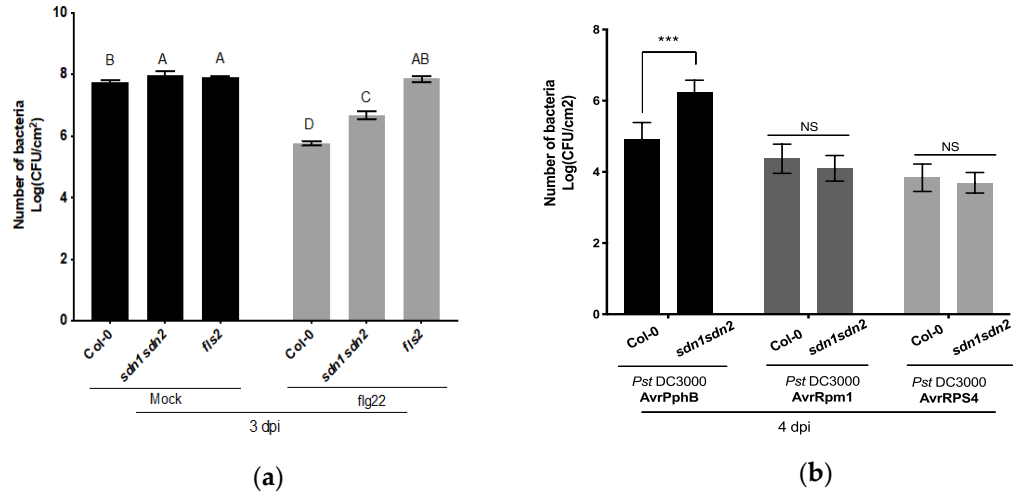 10
8
6
4
2
0
Number of bacteria
Log(CFU/cm²)
B
A
A
D
C
AB
Col-0
sdn1sdn2
fls2
Col-0
sdn1sdn2
fls2
Mock
flg22
3 dpi
(a)
8
6
4
2
0
Number of bacteria
Log(CFU/cm2)
***
NS
NS
Col-0
sdn1sdn2
Col-0
sdn1sdn2
Col-0
sdn1sdn2
Pst DC3000
AvrPphB
Pst DC3000
AvrRpm1
Pst DC3000
AvrRPS4
4 dpi
(b)